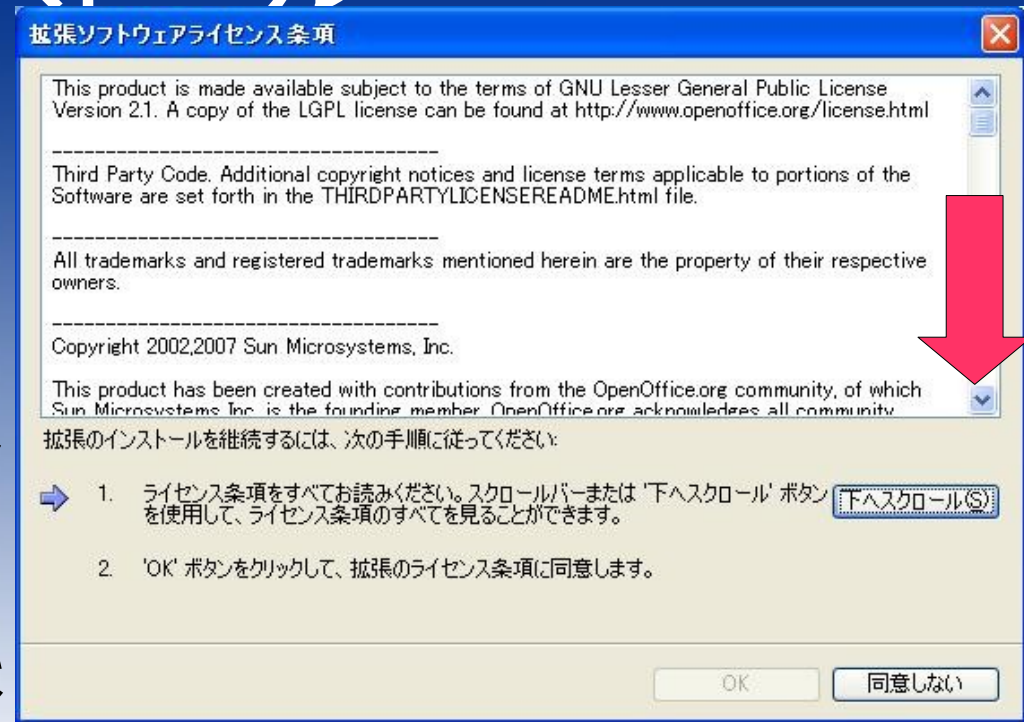 拡張ソフトウェアライセンス条項
This product is made available subject to the terms of GNU Lesser General Public License
Version 2.1. A copy of the LGPL license can be found at http://www.openoffice.org/license.html
------------------------------------
Third Party Code. Additional copyright notices and license terms applicable to portions of the
Software are set forth in the THIRDPARTYLICENSEREADME.html file.
------------------------------------
All trademarks and registered trademarks mentioned herein are the property of their respective
owners.
------------------------------------
Copyright 2002,2007 Sun Microsystems, Inc.
This product has been created with contributions from the OpenOffice.org community, of which
Sun Microsystems Inc. is the founding member. OpenOffice.org acknowledges all community
拡張のインストールを継続するには、次の手順に従ってください:
1. ライセンス条項をすべてお読みください。スクロールバーまたは '下へスクロール' ボタン
を使用して、ライセンス条項のすべてを見ることができます。
下へスクロール(S)
2. 'OK' ボタンをクリックして、拡張のライセンス条項に同意します。
OK
同意しない